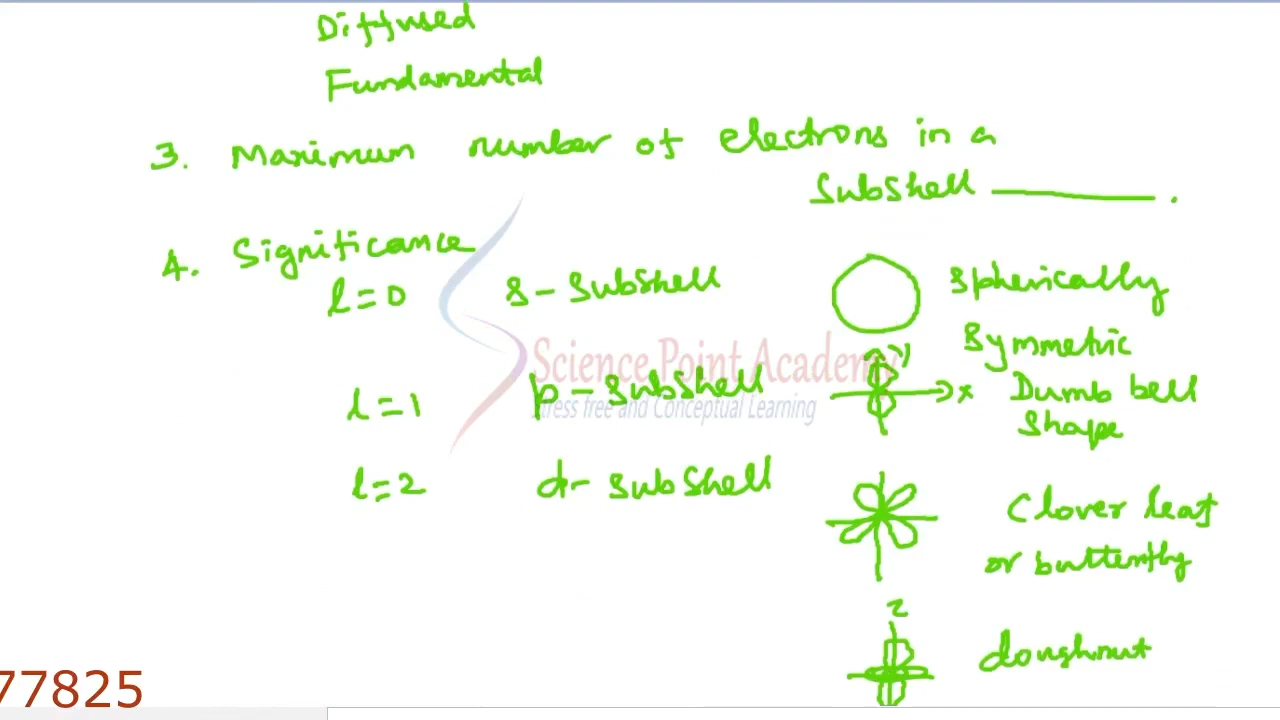 Diffused
Fundamental
3. Maximum number of electrons in a
subshell ______ .
4. Significance
l=0 s-subshell Spherically
Symmetric
l=1 p-subshell y x Dumb bell
Shape
Science Point Academy
Stress free and Conceptual Learning
l=2 d-subshell Clover leaf
or butterfly
z
doughnut
77825